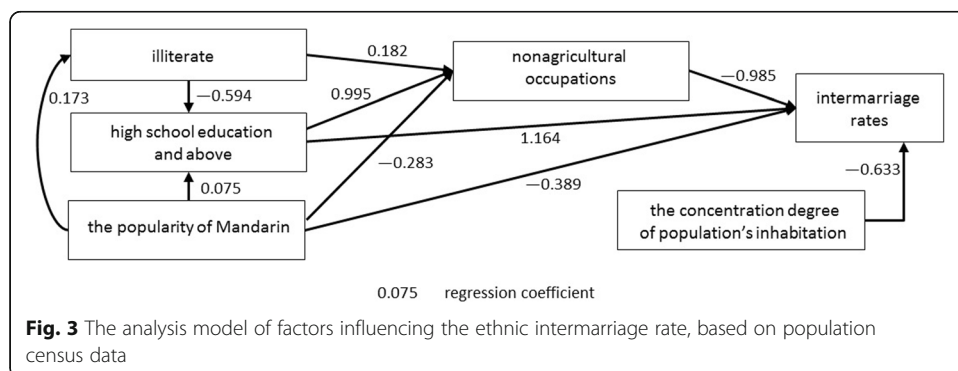 illiterate
0.182
nonagricultural
occupations
—0.985
0.173
—0.594
0.995
intermarriage
rates
high school education
and above
1.164
—0.283
0.075
—0.389
—0.633
the popularity of Mandarin
the concentration degree
of population's inhabitation
0.075 regression coefficient
Fig. 3 The analysis model of factors influencing the ethnic intermarriage rate, based on population
census data